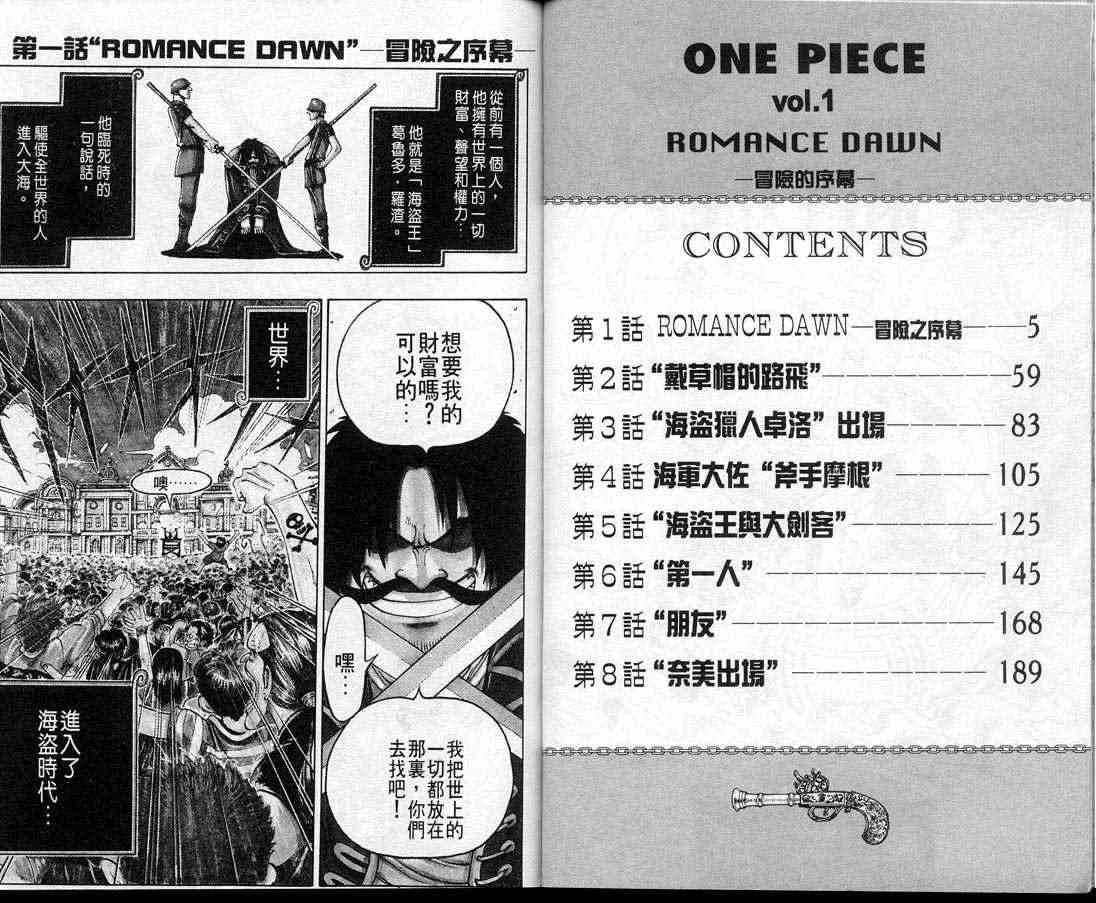 ONE PIECE
vol.1
ROMANCE DAWN
—冒險的序幕—
CONTENTS
第1話 ROMANCE DAWN—冒險之序幕——5
第2話“戴草帽的路飛”————————59
第3話“海盜獵人卓洛”出場—————83
第4話 海軍大佐“斧手摩根” —————105
第5話“海盜王與大劍客”——————125
第6話“第一人” ——————————145
第7話“朋友”———————————168
第8話“奈美出場” —————————189
第一話“ROMANCE DAWN”—冒險之序幕—
從前有一個人，
他擁有世界上的一切
財富、聲望和權力…
他就是「海盜王」
葛魯多·羅渣。
他臨死時的
一句說話，
驅使全世界的人
進入大海。
想要我的
財富嗎？
可以的…
嘿…
我把世上的
一切都放在
那裏，你們
去找吧！
世界…
噢……
進入了
海盜時代…